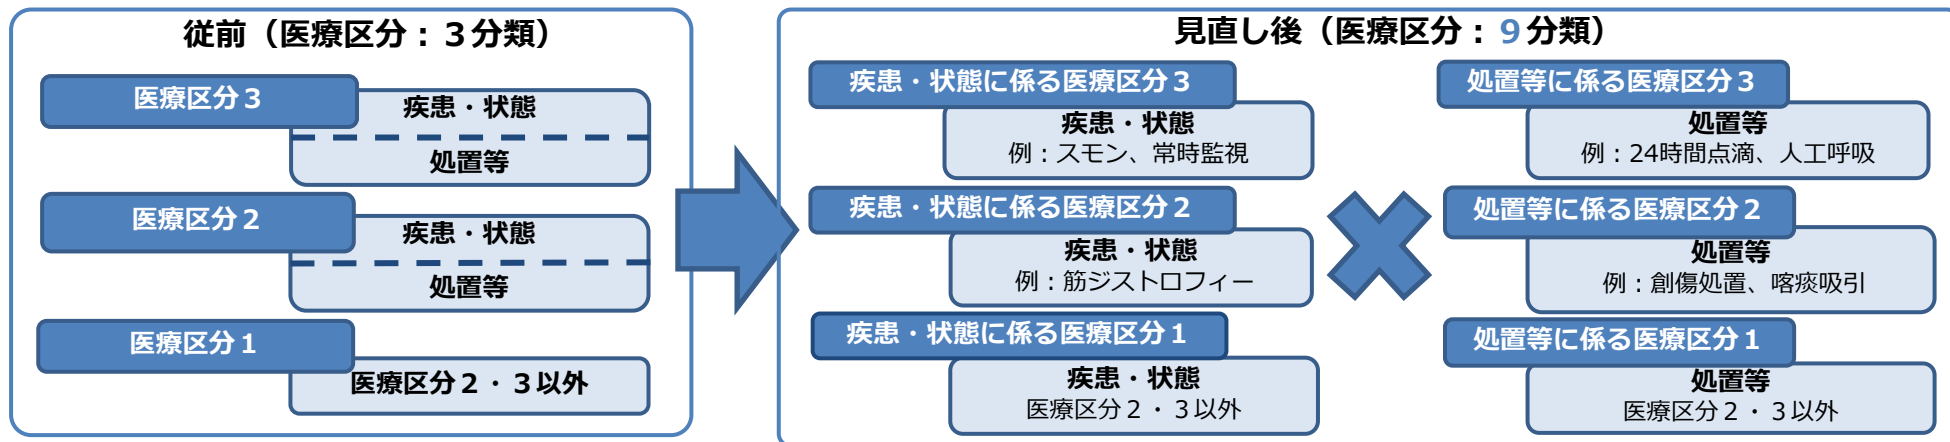 従前（医療区分：３分類）
医療区分３
疾患・状態
処置等
医療区分２
疾患・状態
処置等
医療区分１
医療区分２・３以外
見直し後（医療区分：９分類）
疾患・状態に係る医療区分３
疾患・状態
例：スモン、常時監視
疾患・状態に係る医療区分２
疾患・状態
例：筋ジストロフィー
疾患・状態に係る医療区分１
疾患・状態
医療区分２・３以外
処置等に係る医療区分３
処置等
例：24時間点滴、人工呼吸
処置等に係る医療区分２
処置等
例：創傷処置、喀痰吸引
処置等に係る医療区分１
処置等
医療区分２・３以外